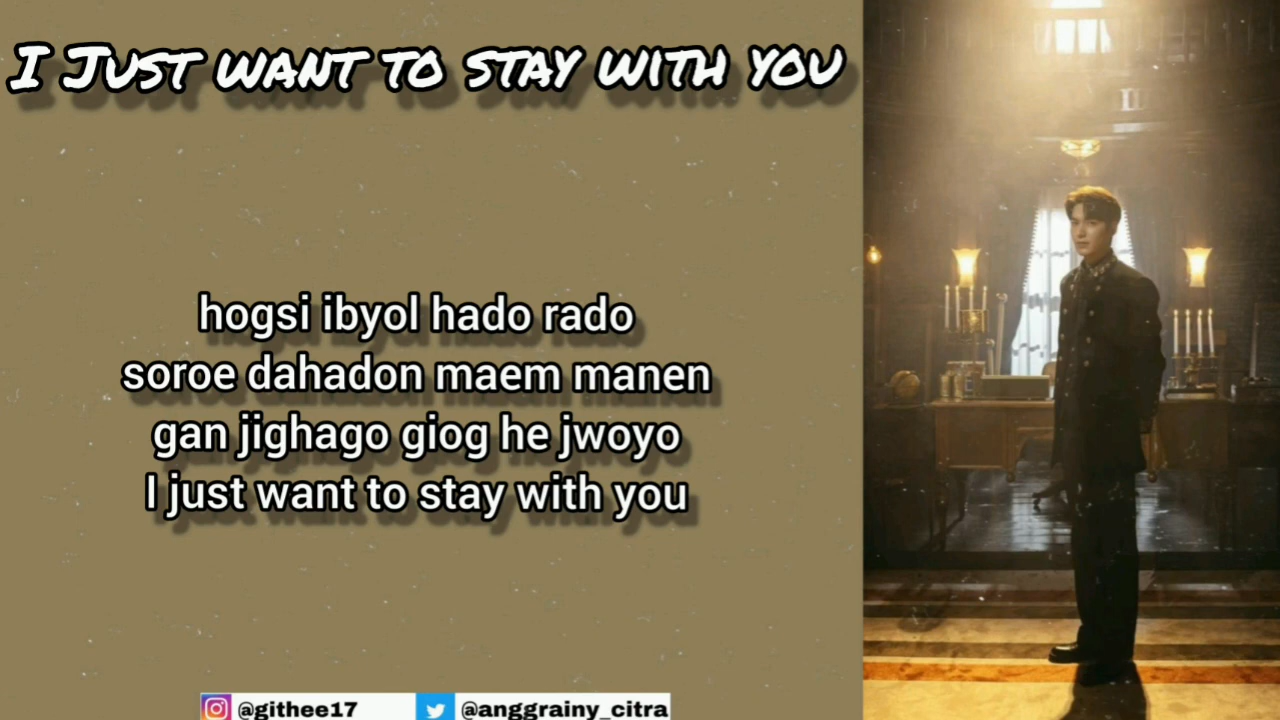 I Just want to stay with you
hogsi ibyol hado rado
soroe dahadon maem manen
gan jighago giog he jwoyo
I just want to stay with you
@githee17
@anggrainy_citra